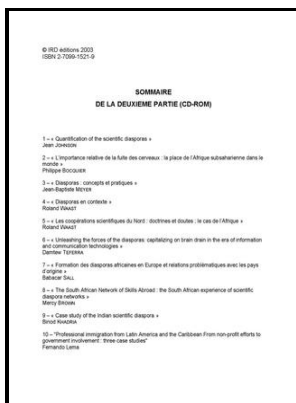 © IRD éditions 2003
ISBN 2-7099-1521-9
SOMMAIRE
DE LA DEUXIEME PARTIE (CD-ROM)
1 – « Quantification of the scientific diasporas »
Jean JOHNSON
2 – « L'importance relative de la fuite des cerveaux : la place de l'Afrique subsaharienne dans le
monde »
Philippe BOCQUIER
3 – « Diasporas : concepts et pratiques »
Jean-Baptiste MEYER
4 – « Diasporas en contexte »
Roland WAAST
5 – « Les coopérations scientifiques du Nord : doctrines et doutes ; le cas de l'Afrique »
Roland WAAST
6 – « Unleashing the forces of the diasporas: capitalizing on brain drain in the era of information
and communication technologies »
Damtew TEFERRA
7 – « Formation des diasporas africaines en Europe et relations problématiques avec les pays
d'origine »
Babacar SALL
8 – « The South African Network of Skills Abroad : the South African experience of scientific
diaspora networks »
Mercy BROWN
9 – « Case study of the Indian scientific diaspora »
Binod KHADRIA
10 – "Professional immigration from Latin America and the Caribbean From non-profit efforts to
government involvement : three case studies"
Fernando Lema